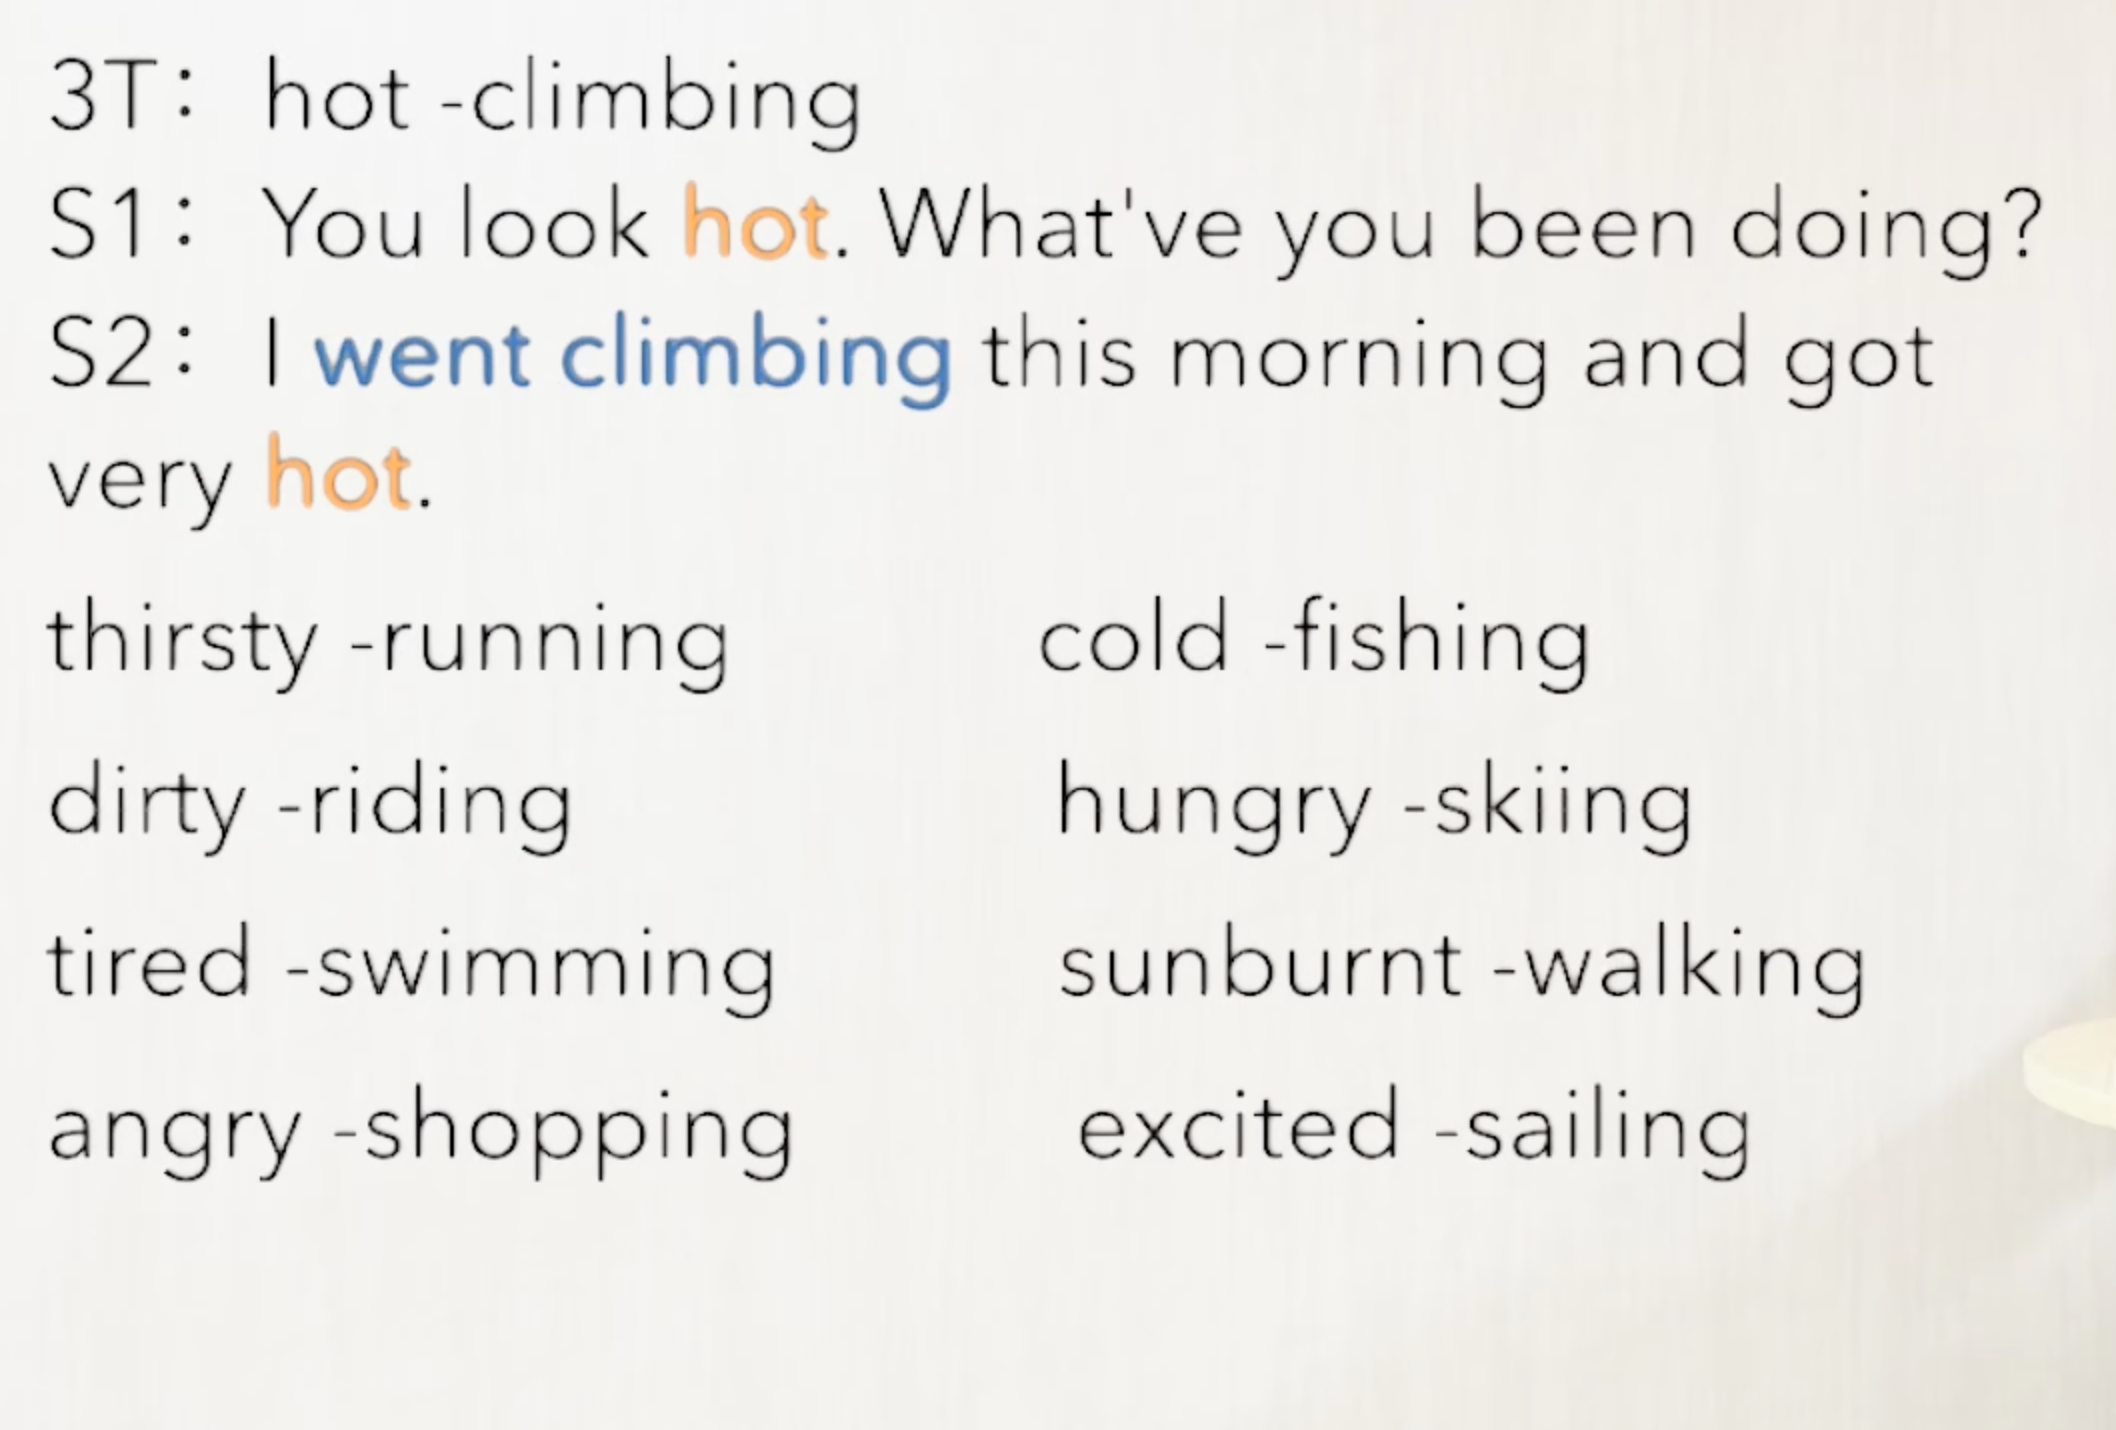 3T: hot -climbing
S1: You look hot. What've you been doing?
S2: I went climbing this morning and got
very hot.
thirsty -running
cold -fishing
dirty -riding
hungry -skiing
tired -swimming
sunburnt -walking
angry -shopping
excited -sailing